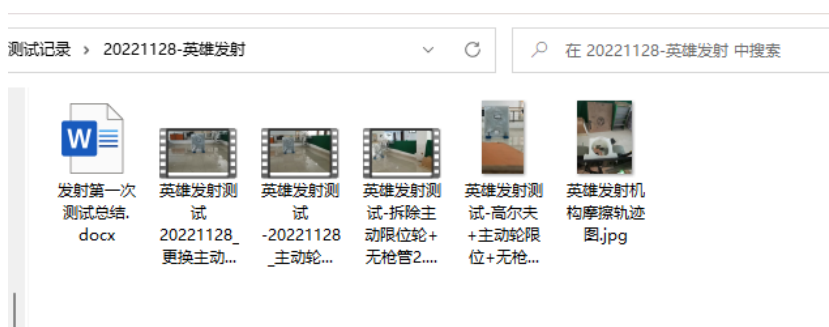 测试记录 › 20221128-英雄发射
在 20221128-英雄发射 中搜索
W
发射第一次
测试总结.
docx
英雄发射测
试
20221128_
更换主动...
英雄发射测
试
-20221128
_主动轮...
英雄发射测
试-拆除主
动限位轮+
无枪管2....
英雄发射测
试-高尔夫
+主动轮限
位+无枪...
英雄发射机
构摩擦轨迹
图.jpg